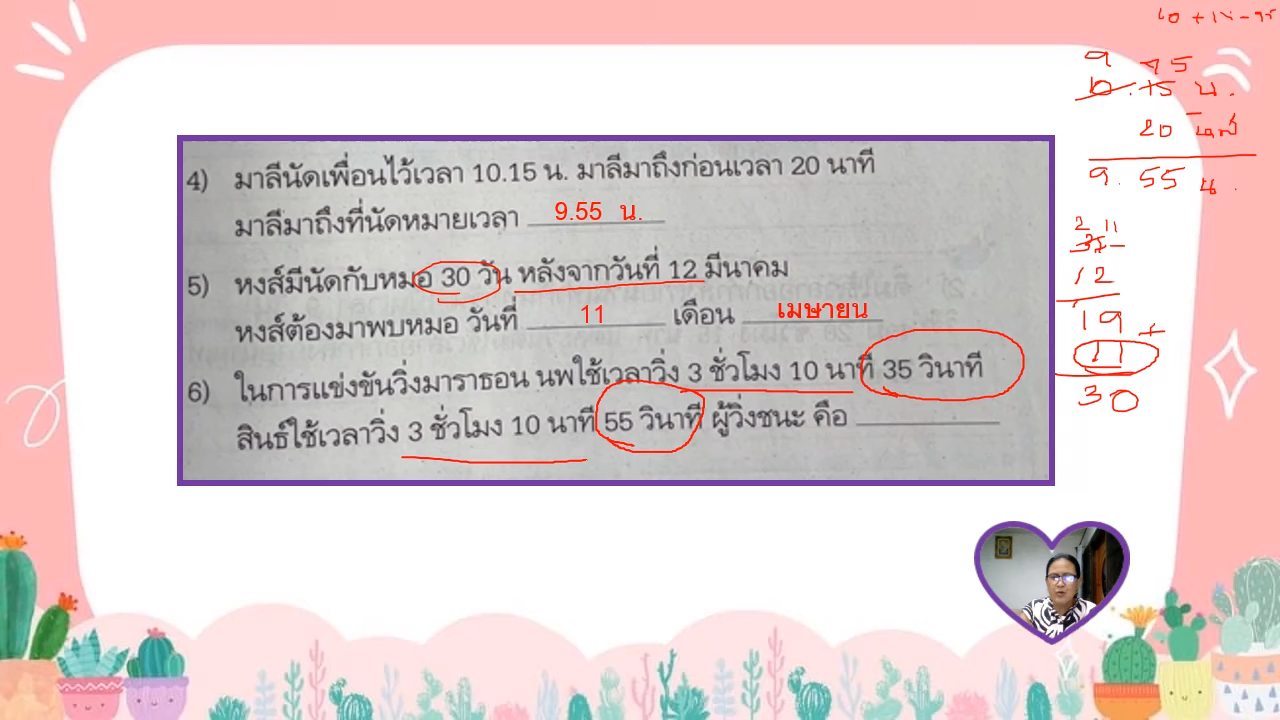 4) มาลีนัดเพื่อนไว้เวลา 10.15 น. มาลีมาถึงก่อนเวลา 20 นาที
มาลีมาถึงที่นัดหมายเวลา 9.55 น.
5) หงส์มีนัดกับหมอ 30 วัน หลังจากวันที่ 12 มีนาคม
หงส์ต้องมาพบหมอ วันที่ 11 เดือน เมษายน
6) ในการแข่งขันวิ่งมาราธอน นพใช้เวลาวิ่ง 3 ชั่วโมง 10 นาที 35 วินาที
สินธ์ใช้เวลาวิ่ง 3 ชั่วโมง 10 นาที 55 วินาที ผู้วิ่งชนะ คือ
9 75
10.15 น.
20 นาที
9.55 น.
2 11
31-
12
19+
11
30